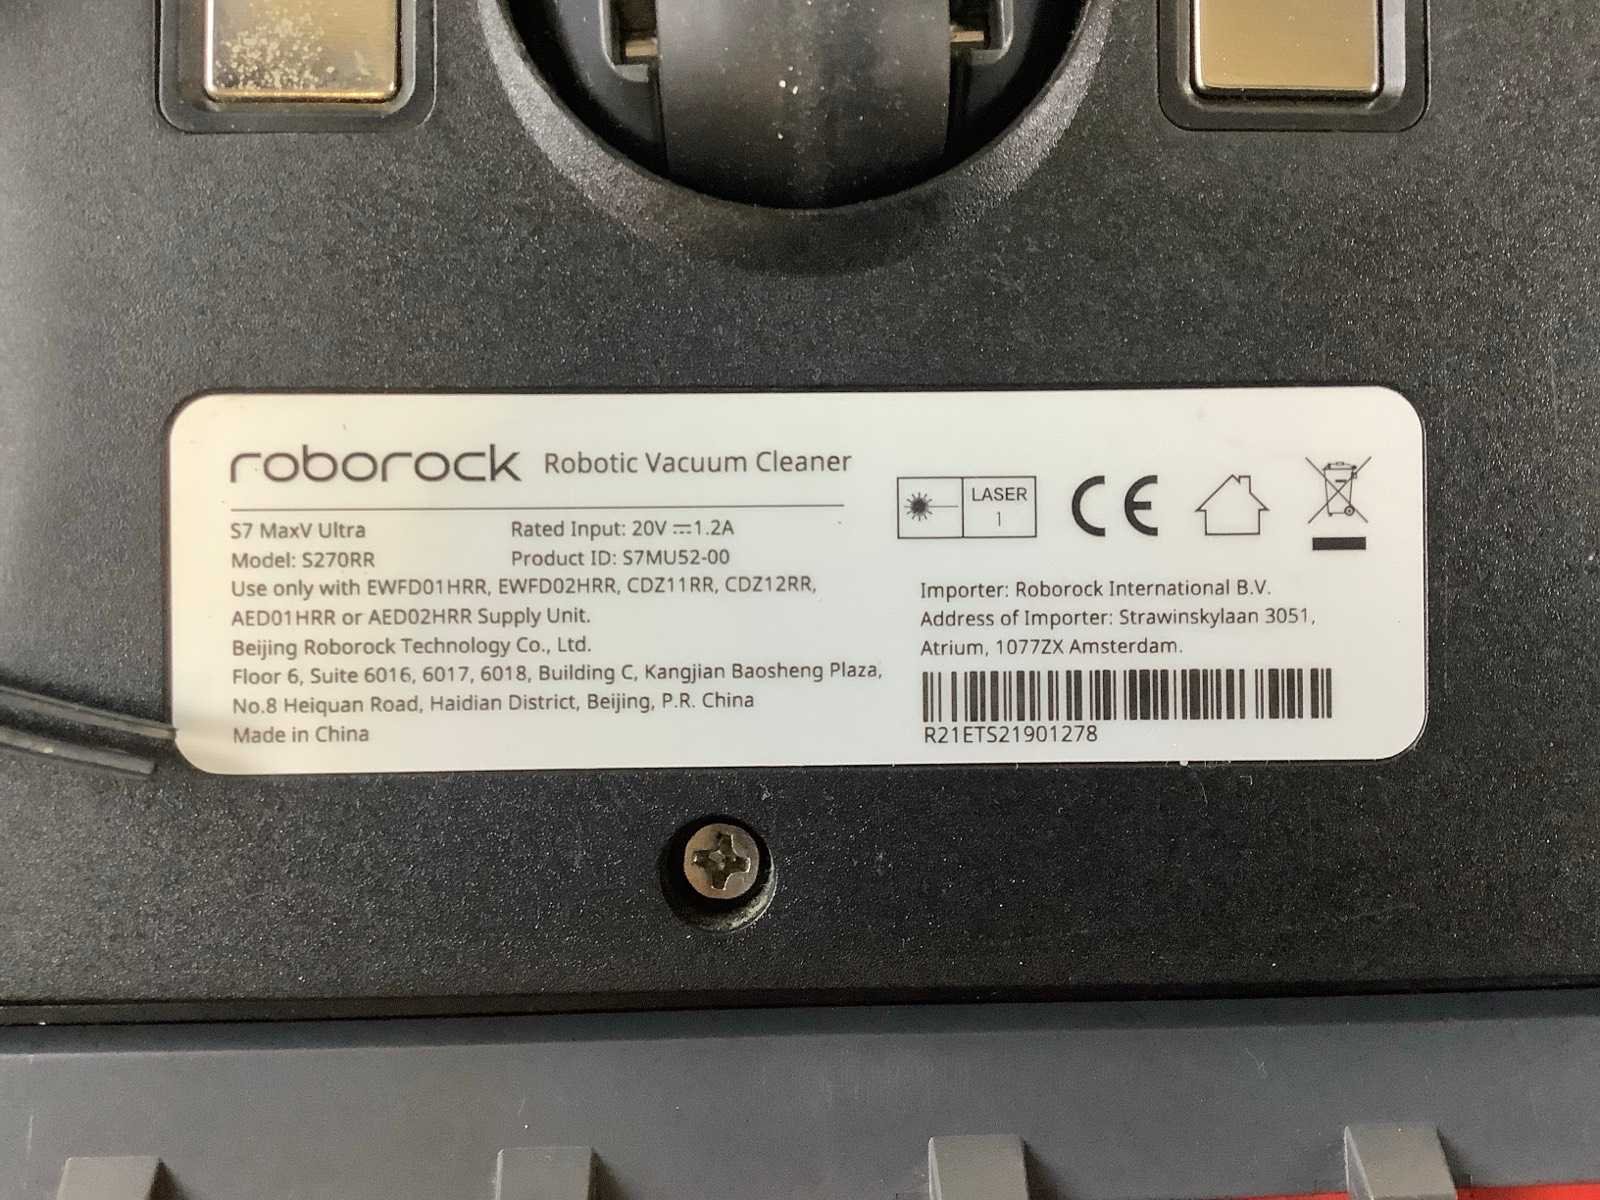 roborock Robotic Vacuum Cleaner
S7 MaxV Ultra
Rated Input: 20V ⎓ 1.2A
Model: S270RR
Product ID: S7MU52-00
Use only with EWFD01HRR, EWFD02HRR, CDZ11RR, CDZ12RR,
AED01HRR or AED02HRR Supply Unit.
Beijing Roborock Technology Co., Ltd.
Floor 6, Suite 6016, 6017, 6018, Building C, Kangjian Baosheng Plaza,
No.8 Heiquan Road, Haidian District, Beijing, P.R. China
Made in China
LASER
1
CE
Importer: Roborock International B.V.
Address of Importer: Strawinskylaan 3051,
Atrium, 1077ZX Amsterdam.
R21ETS21901278